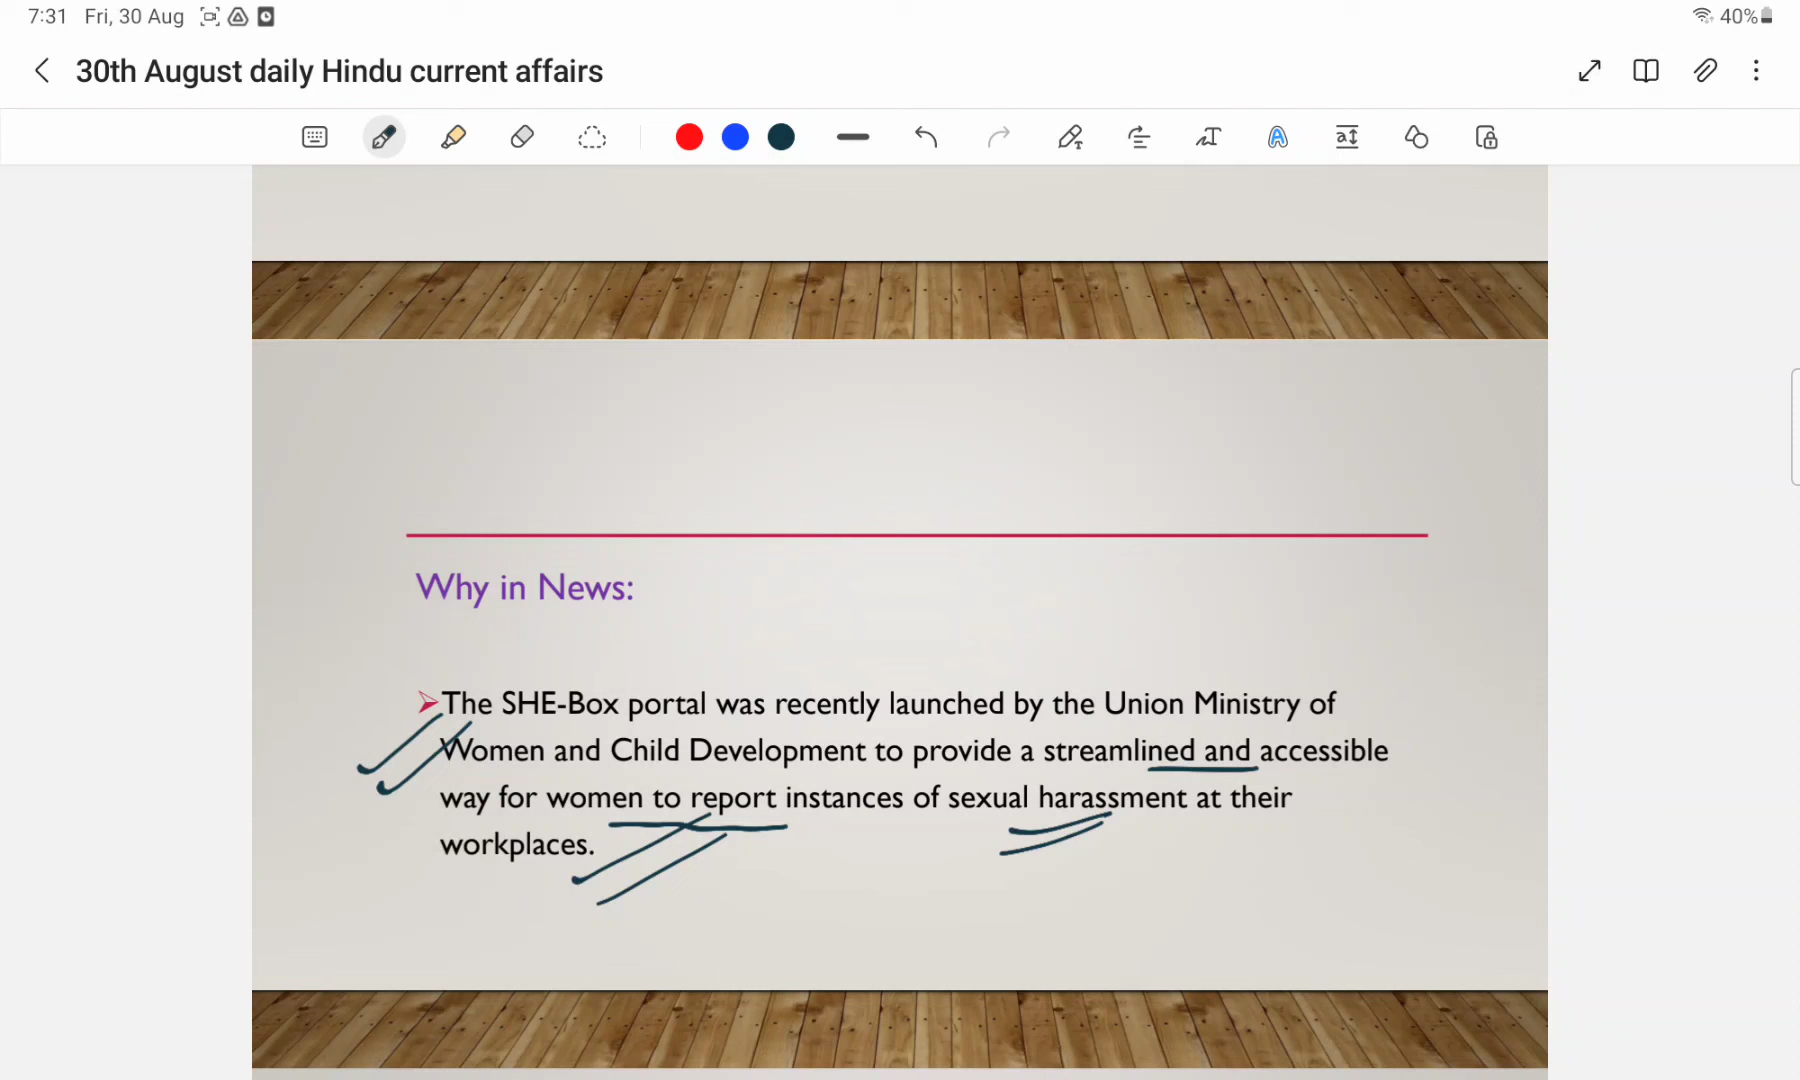 7:31 Fri, 30 Aug
40%
30th August daily Hindu current affairs
Why in News:
The SHE-Box portal was recently launched by the Union Ministry of
Women and Child Development to provide a streamlined and accessible
way for women to report instances of sexual harassment at their
workplaces.